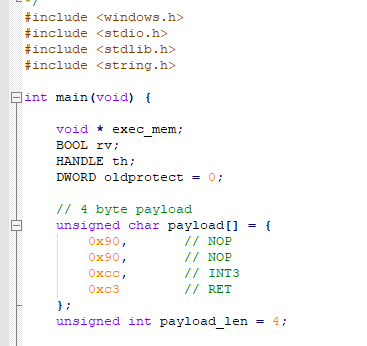 */
#include <windows.h>
#include <stdio.h>
#include <stdlib.h>
#include <string.h>
int main(void) {
void * exec_mem;
BOOL rv;
HANDLE th;
DWORD oldprotect = 0;
// 4 byte payload
unsigned char payload[] = {
0x90, // NOP
0x90, // NOP
0xcc, // INT3
0xc3 // RET
};
unsigned int payload_len = 4;